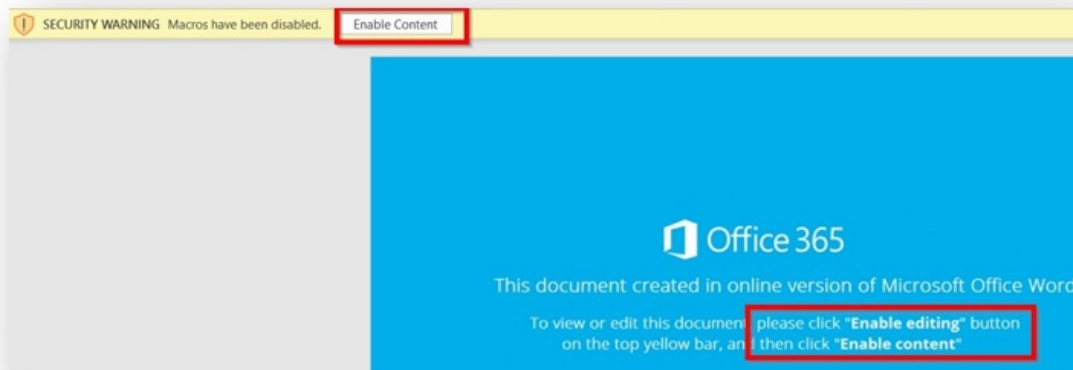 SECURITY WARNING Macros have been disabled. Enable Content
Office 365
This document created in online version of Microsoft Office Word
To view or edit this document, please click "Enable editing" button
on the top yellow bar, and then click "Enable content"